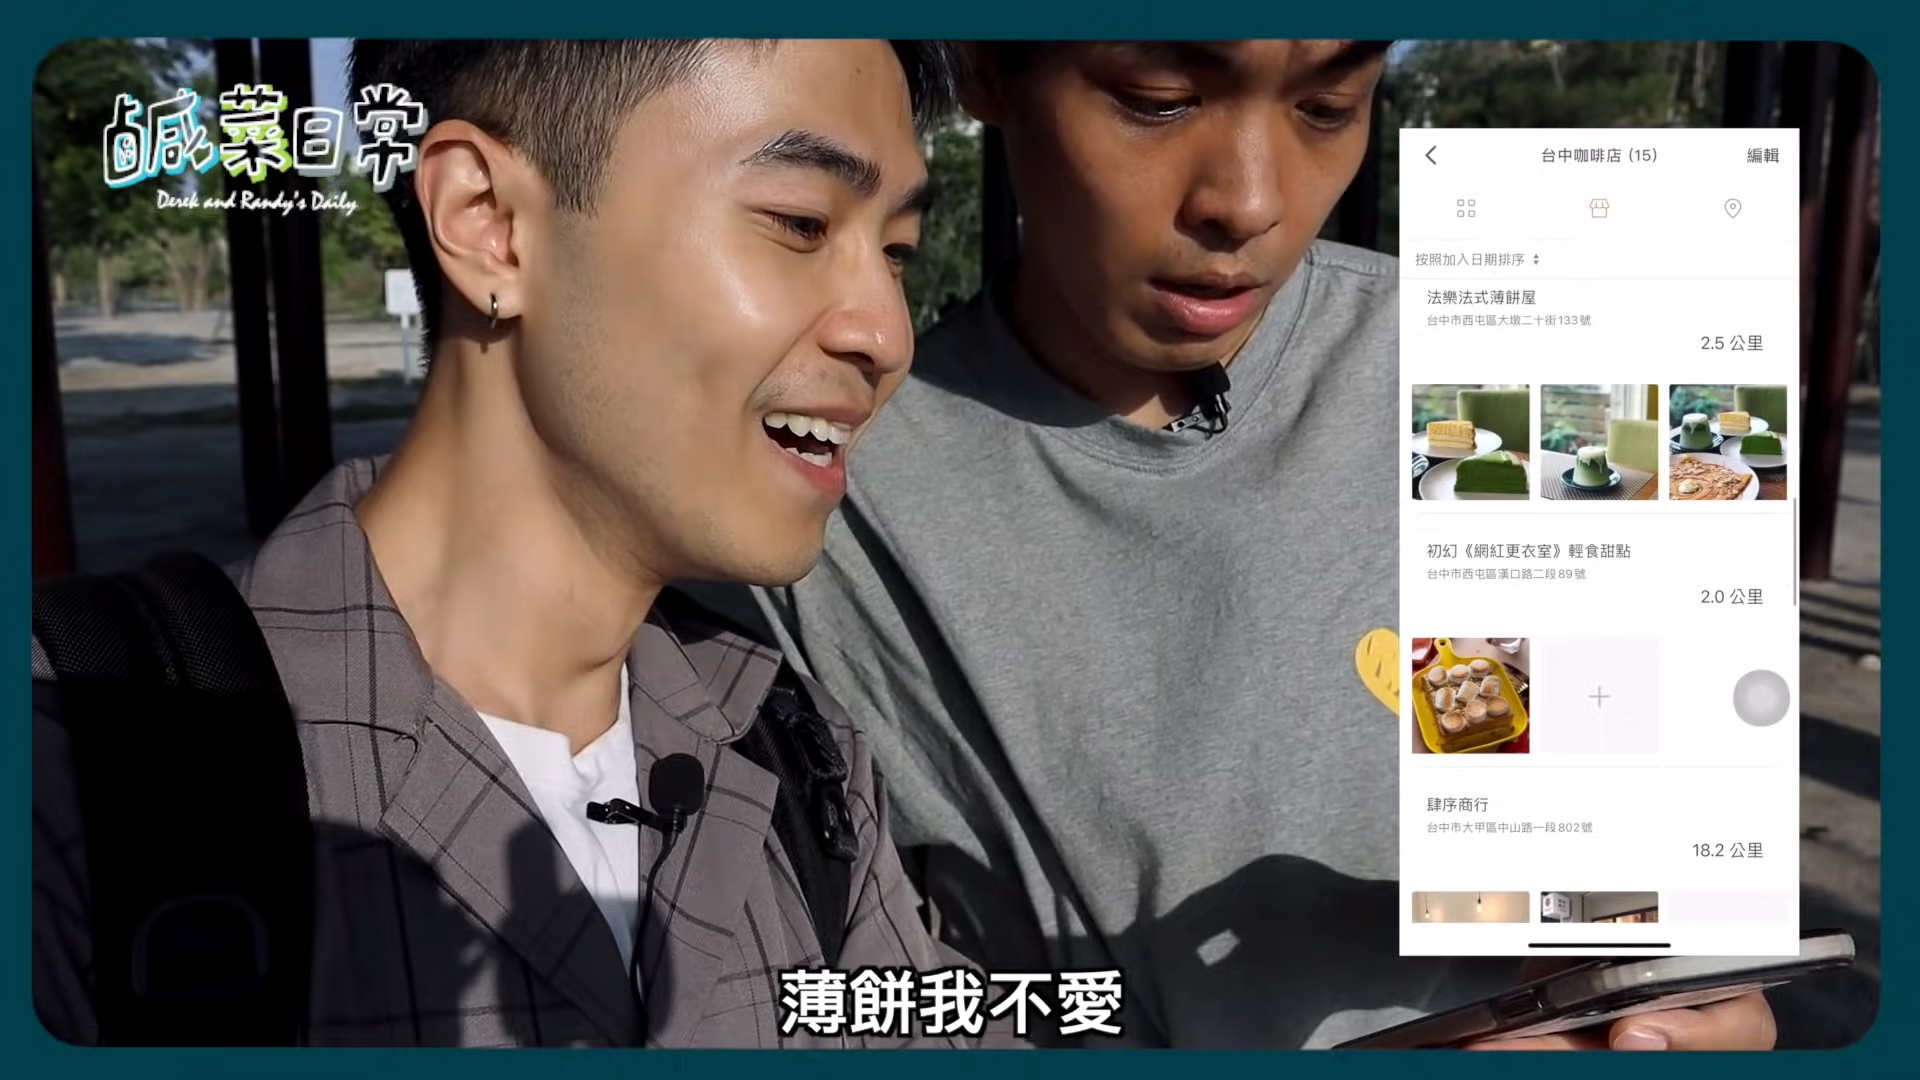 鹹菜日常
Derek and Randy's Daily
台中咖啡店 (15)
編輯
按照加入日期排序
法樂法式薄餅屋
台中市西屯區大墩二十街133號
2.5 公里
初幻《網紅更衣室》輕食甜點
台中市西屯區漢口路二段89號
2.0 公里
肆序商行
台中市大甲區中山路一段802號
18.2 公里
薄餅我不愛